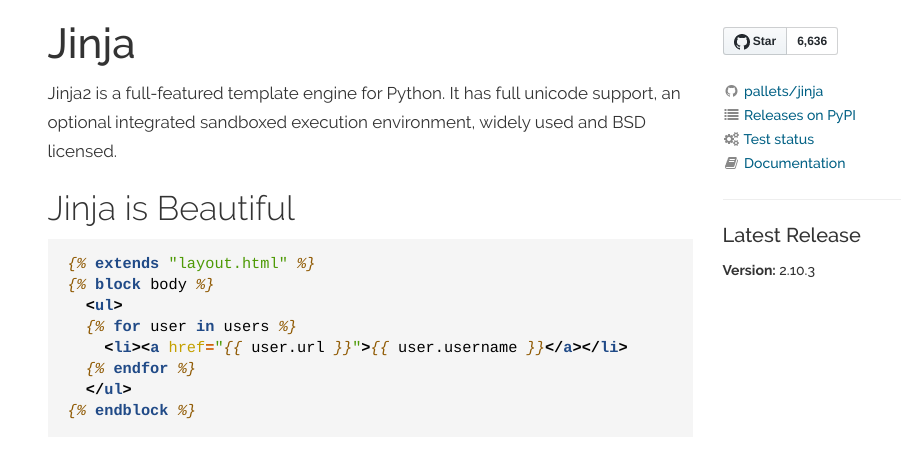 Jinja
Jinja2 is a full-featured template engine for Python. It has full unicode support, an
optional integrated sandboxed execution environment, widely used and BSD
licensed.
Jinja is Beautiful
{% extends "layout.html" %}
{% block body %}
  <ul>
  {% for user in users %}
    <li><a href="{{ user.url }}">{{ user.username }}</a></li>
  {% endfor %}
  </ul>
{% endblock %}
Star 6,636
pallets/jinja
Releases on PyPI
Test status
Documentation
Latest Release
Version: 2.10.3